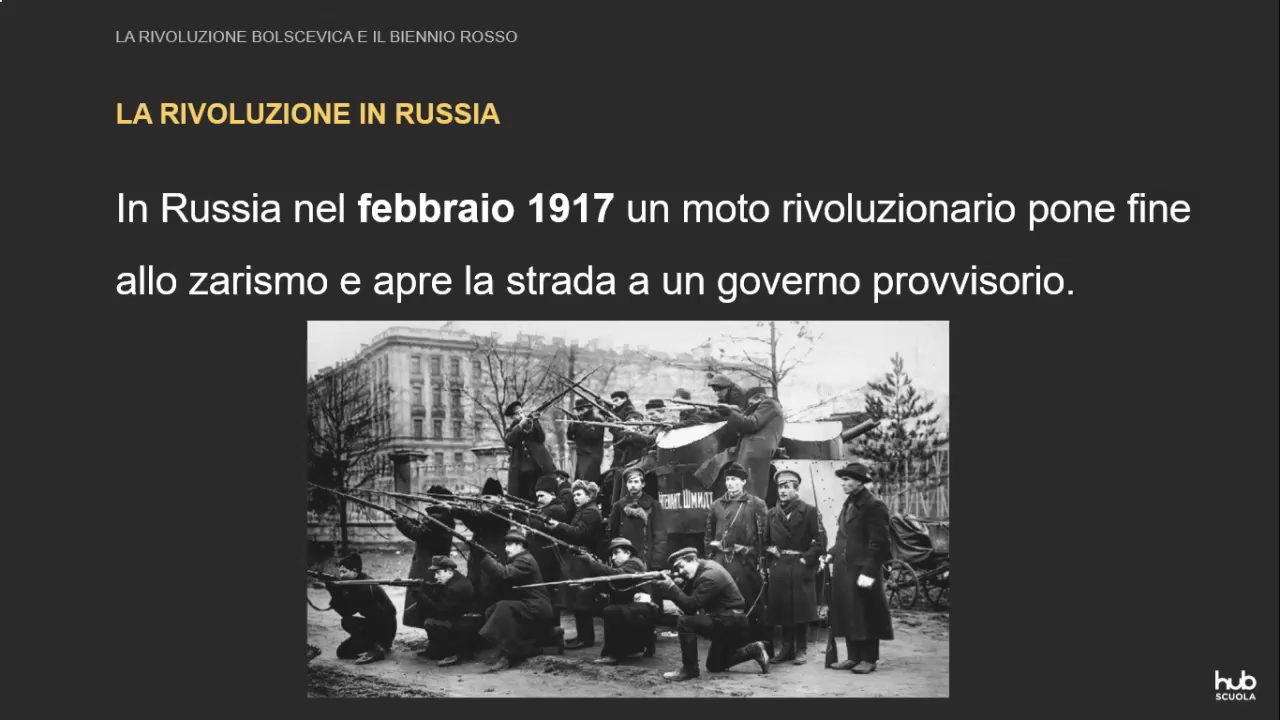 LA RIVOLUZIONE BOLSCEVICA E IL BIENNIO ROSSO
LA RIVOLUZIONE IN RUSSIA
In Russia nel febbraio 1917 un moto rivoluzionario pone fine
allo zarismo e apre la strada a un governo provvisorio.
Шмидт
hub
SCUOLA